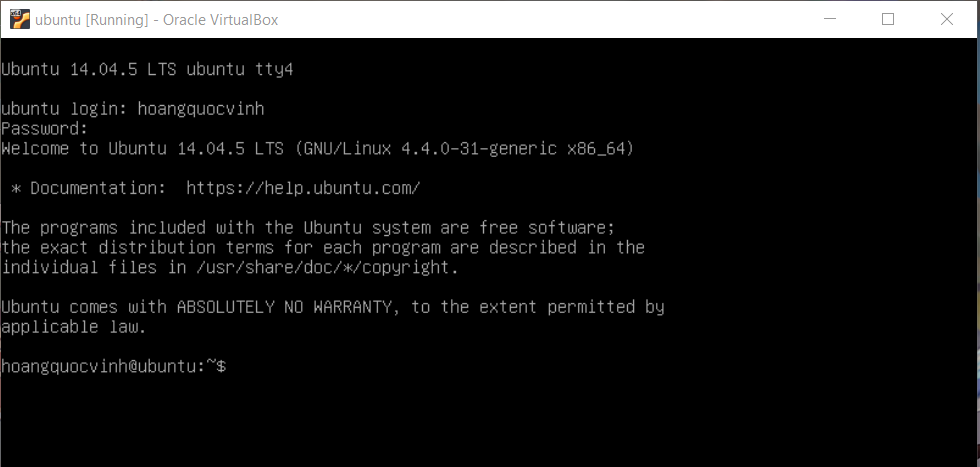 ubuntu [Running] - Oracle VirtualBox
Ubuntu 14.04.5 LTS ubuntu tty4
ubuntu login: hoangquocvinh
Password:
Welcome to Ubuntu 14.04.5 LTS (GNU/Linux 4.4.0-31-generic x86_64)
* Documentation:  https://help.ubuntu.com/
The programs included with the Ubuntu system are free software;
the exact distribution terms for each program are described in the
individual files in /usr/share/doc/*/copyright.
Ubuntu comes with ABSOLUTELY NO WARRANTY, to the extent permitted by
applicable law.
hoangquocvinh@ubuntu:~$